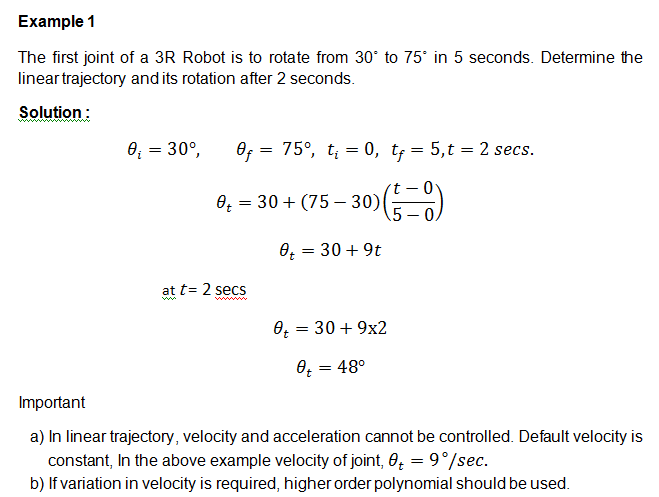 Example 1
The first joint of a 3R Robot is to rotate from 30° to 75° in 5 seconds. Determine the
linear trajectory and its rotation after 2 seconds.
Solution :
θᵢ = 30°, θ_f = 75°, tᵢ = 0, t_f = 5, t = 2 secs.
θₜ = 30 + (75 − 30)((t − 0)/(5 − 0))
θₜ = 30 + 9t
at t= 2 secs
θₜ = 30 + 9x2
θₜ = 48°
Important
a) In linear trajectory, velocity and acceleration cannot be controlled. Default velocity is
constant, In the above example velocity of joint, θₜ = 9°/sec.
b) If variation in velocity is required, higher order polynomial should be used.